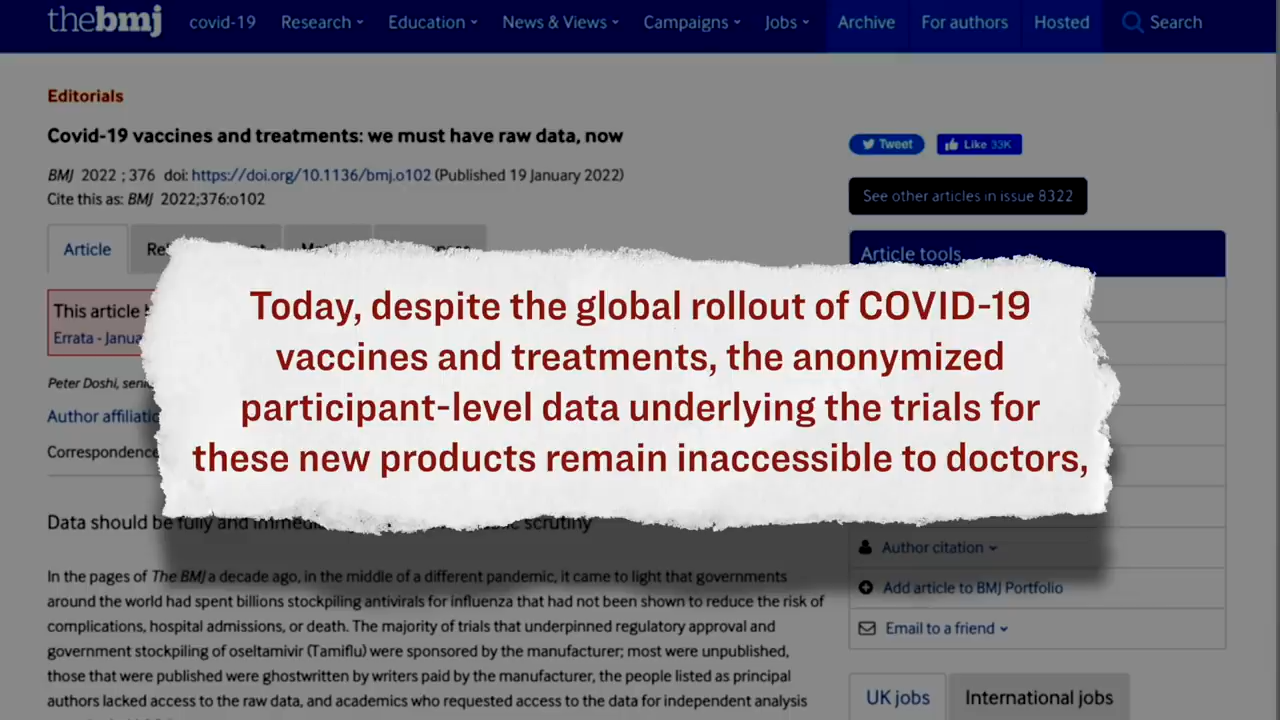 thebmj covid-19 Research Education News & Views Campaigns Jobs Archive For authors Hosted Search
Editorials
Covid-19 vaccines and treatments: we must have raw data, now
BMJ 2022 ; 376 doi: https://doi.org/10.1136/bmj.o102 (Published 19 January 2022)
Cite this as: BMJ 2022;376:o102
Article
This article
Errata - Janua
Peter Doshi, seni
Author affiliatio
Correspondence
Today, despite the global rollout of COVID-19
vaccines and treatments, the anonymized
participant-level data underlying the trials for
these new products remain inaccessible to doctors,
Data should be fully and immedi scrutiny
In the pages of The BMJ a decade ago, in the middle of a different pandemic, it came to light that governments
around the world had spent billions stockpiling antivirals for influenza that had not been shown to reduce the risk of
complications, hospital admissions, or death. The majority of trials that underpinned regulatory approval and
government stockpiling of oseltamivir (Tamiflu) were sponsored by the manufacturer; most were unpublished,
those that were published were ghostwritten by writers paid by the manufacturer, the people listed as principal
authors lacked access to the raw data, and academics who requested access to the data for independent analysis
Tweet Like 33K
See other articles in issue 8322
Article tools
Author citation
Add article to BMJ Portfolio
Email to a friend
UK jobs International jobs